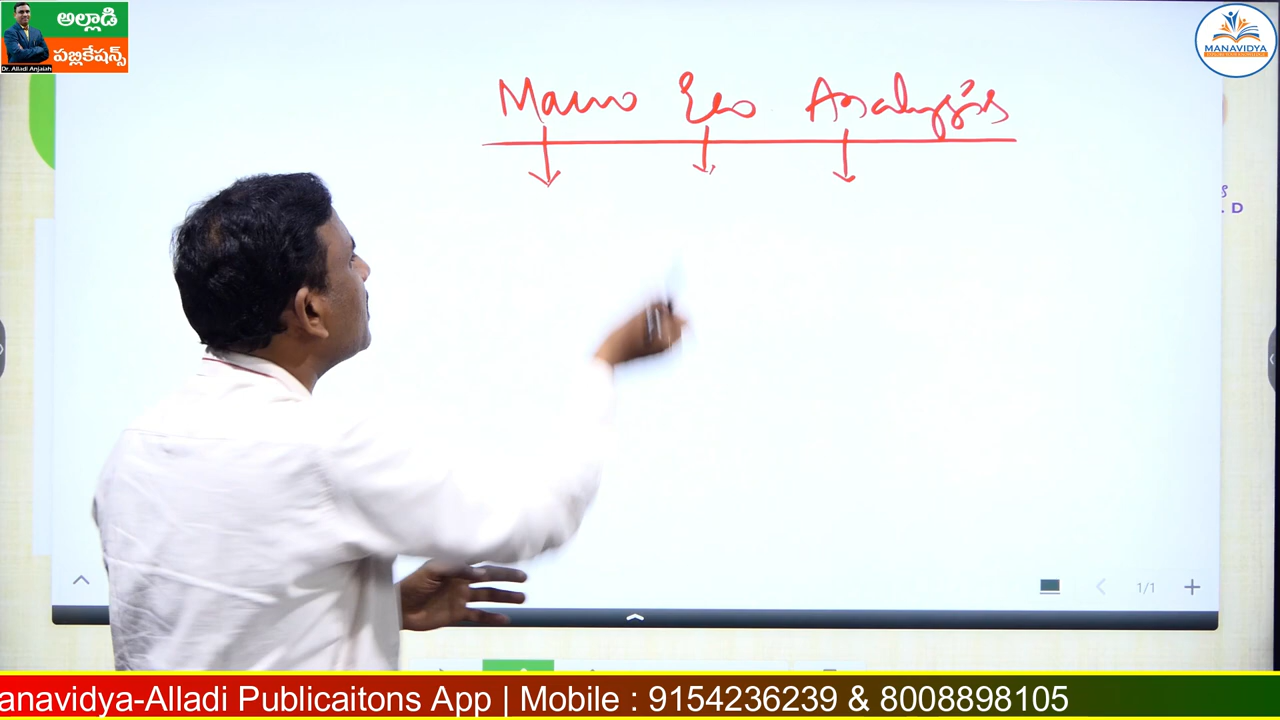 అల్లాడి
పబ్లికేషన్స్
Dr. Alladi Anjaiah
MANAVIDYA
Macro Eco Analysis
. D
1/1
anavidya-Alladi Publicaitons App | Mobile : 9154236239 & 8008898105